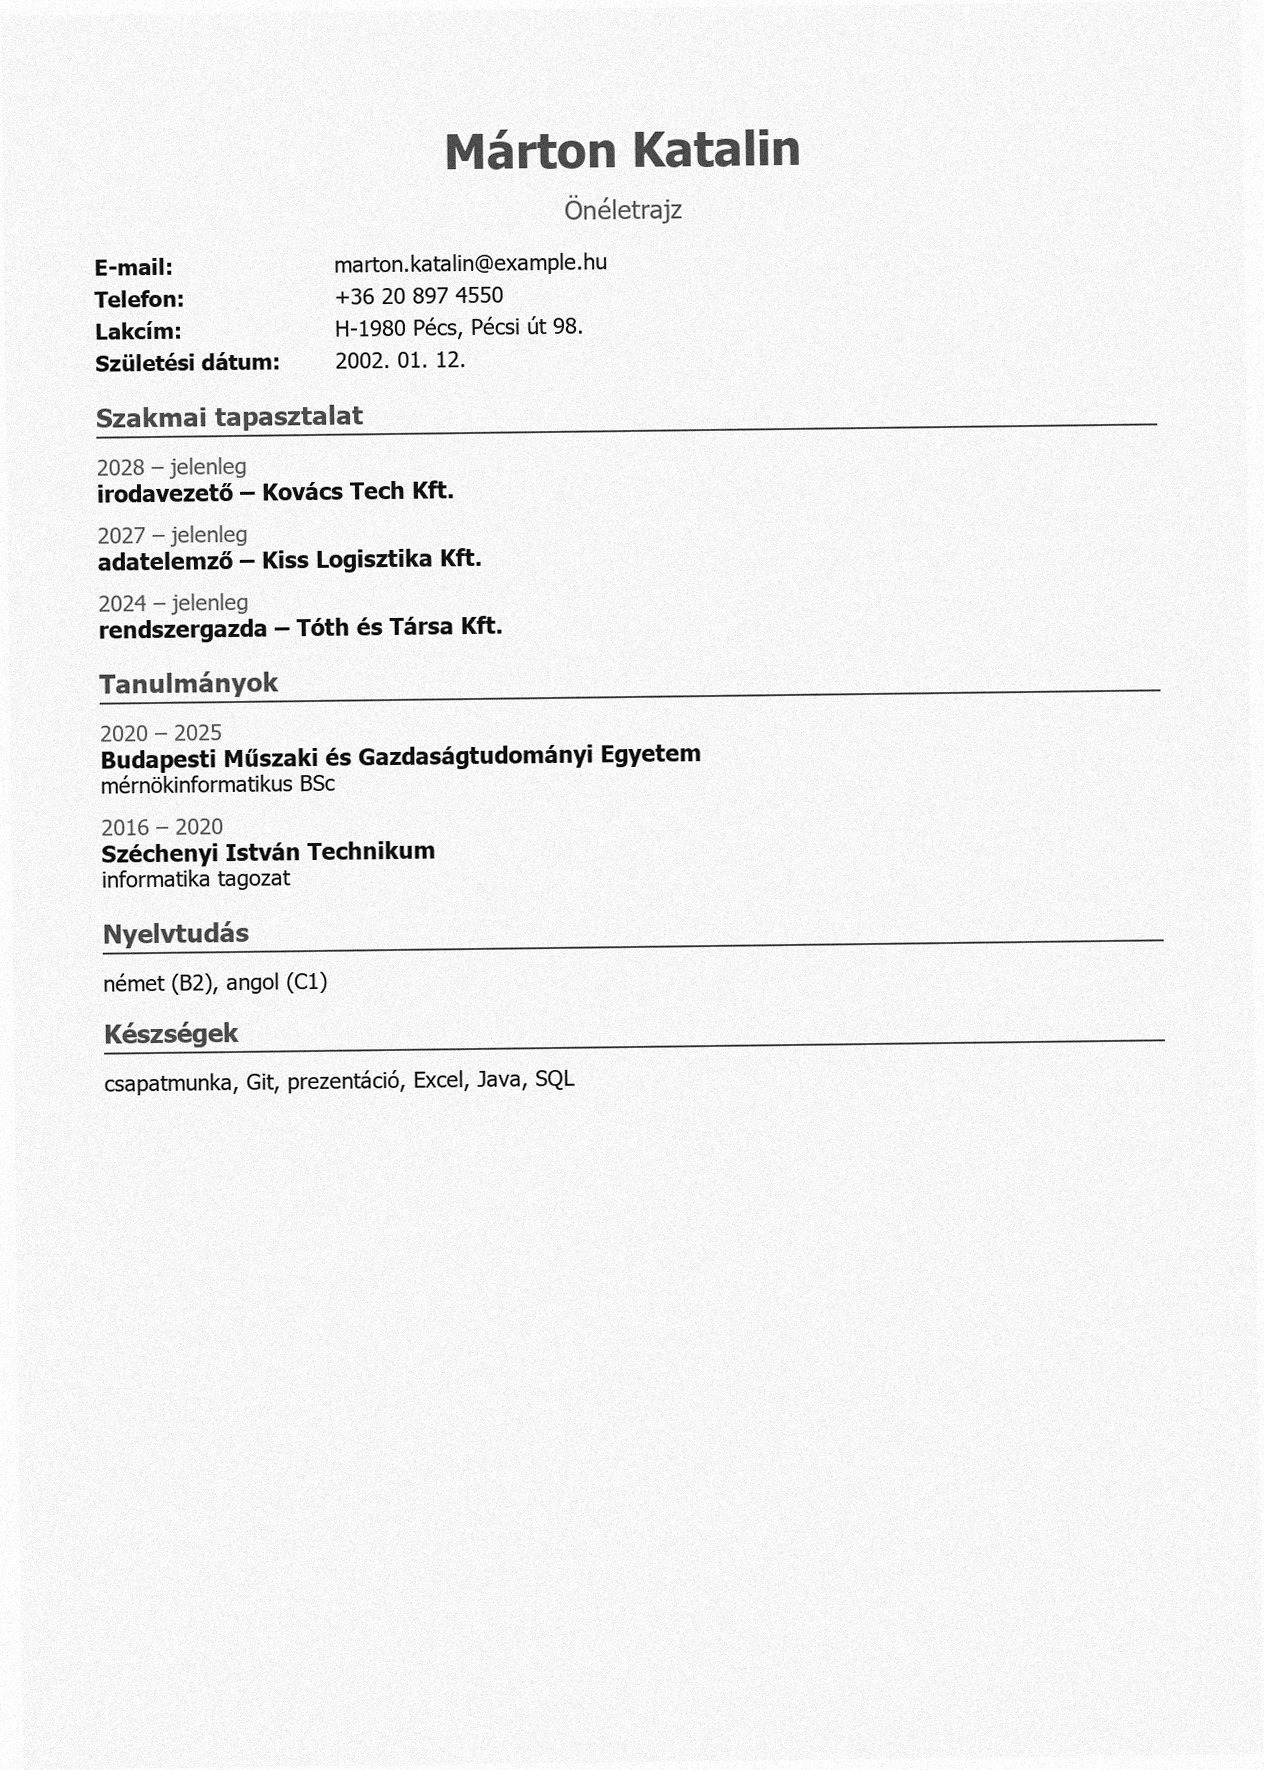 Márton Katalin
Önéletrajz
E-mail: marton.katalin@example.hu
Telefon: +36 20 897 4550
Lakcím: H-1980 Pécs, Pécsi út 98.
Születési dátum: 2002. 01. 12.
Szakmai tapasztalat
2028 – jelenleg
irodavezető – Kovács Tech Kft.
2027 – jelenleg
adatelemző – Kiss Logisztika Kft.
2024 – jelenleg
rendszergazda – Tóth és Társa Kft.
Tanulmányok
2020 – 2025
Budapesti Műszaki és Gazdaságtudományi Egyetem
mérnökinformatikus BSc
2016 – 2020
Széchenyi István Technikum
informatika tagozat
Nyelvtudás
német (B2), angol (C1)
Készségek
csapatmunka, Git, prezentáció, Excel, Java, SQL